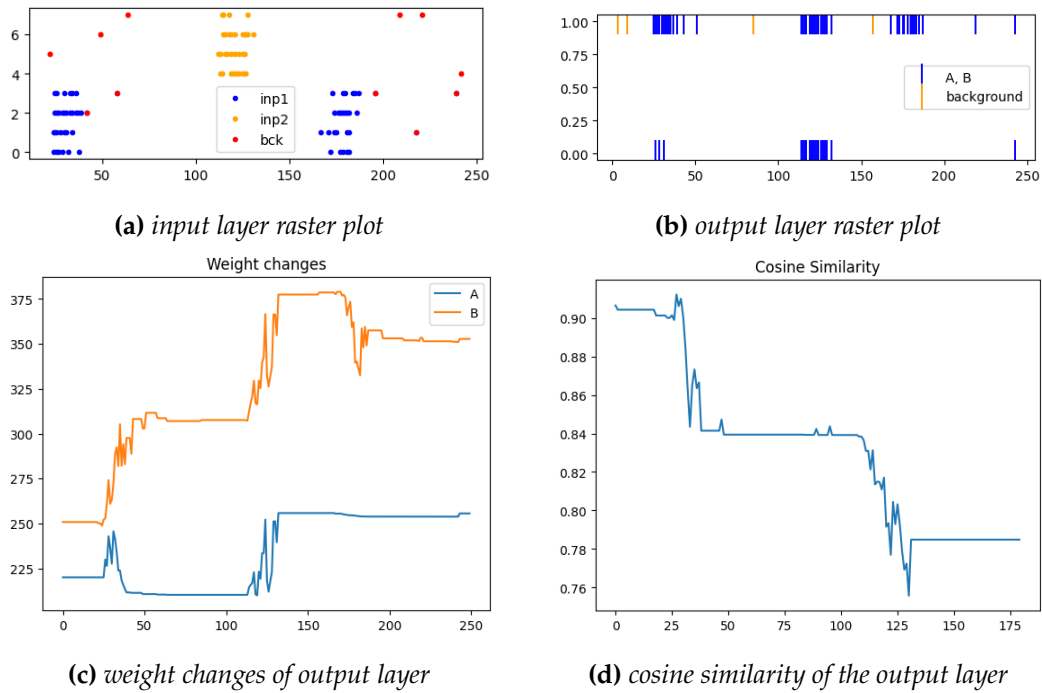 6
4
2
0
inp1
inp2
bck
50 100 150 200 250
(a) input layer raster plot
1.00
0.75
0.50
0.25
0.00
A, B
background
0 50 100 150 200 250
(b) output layer raster plot
Weight changes
375
350
325
300
275
250
225
A
B
0 50 100 150 200 250
(c) weight changes of output layer
Cosine Similarity
0.90
0.88
0.86
0.84
0.82
0.80
0.78
0.76
0 25 50 75 100 125 150 175
(d) cosine similarity of the output layer